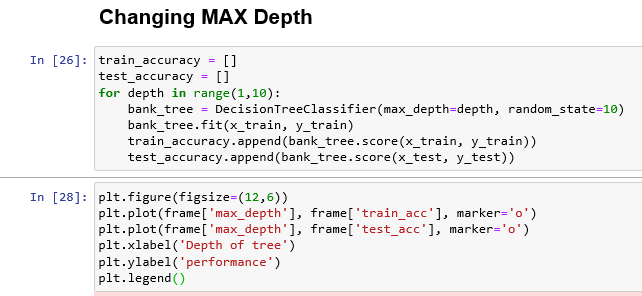 Changing MAX Depth
In [26]: train_accuracy = []
test_accuracy = []
for depth in range(1,10):
    bank_tree = DecisionTreeClassifier(max_depth=depth, random_state=10)
    bank_tree.fit(x_train, y_train)
    train_accuracy.append(bank_tree.score(x_train, y_train))
    test_accuracy.append(bank_tree.score(x_test, y_test))
In [28]: plt.figure(figsize=(12,6))
plt.plot(frame['max_depth'], frame['train_acc'], marker='o')
plt.plot(frame['max_depth'], frame['test_acc'], marker='o')
plt.xlabel('Depth of tree')
plt.ylabel('performance')
plt.legend()